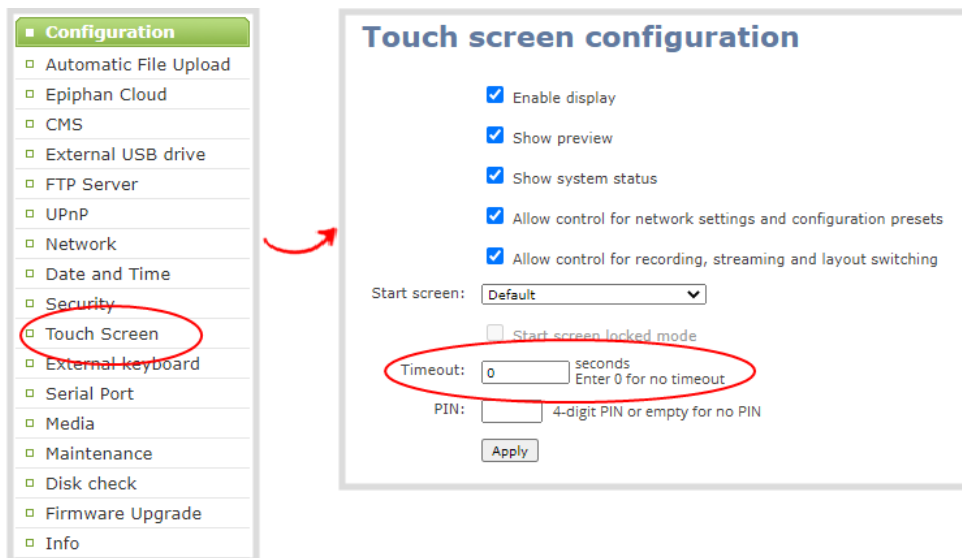 Configuration
Automatic File Upload
Epiphan Cloud
CMS
External USB drive
FTP Server
UPnP
Network
Date and Time
Security
Touch Screen
External keyboard
Serial Port
Media
Maintenance
Disk check
Firmware Upgrade
Info
Touch screen configuration
Enable display
Show preview
Show system status
Allow control for network settings and configuration presets
Allow control for recording, streaming and layout switching
Start screen: Default
Start screen locked mode
Timeout: 0 seconds
Enter 0 for no timeout
PIN: 4-digit PIN or empty for no PIN
Apply